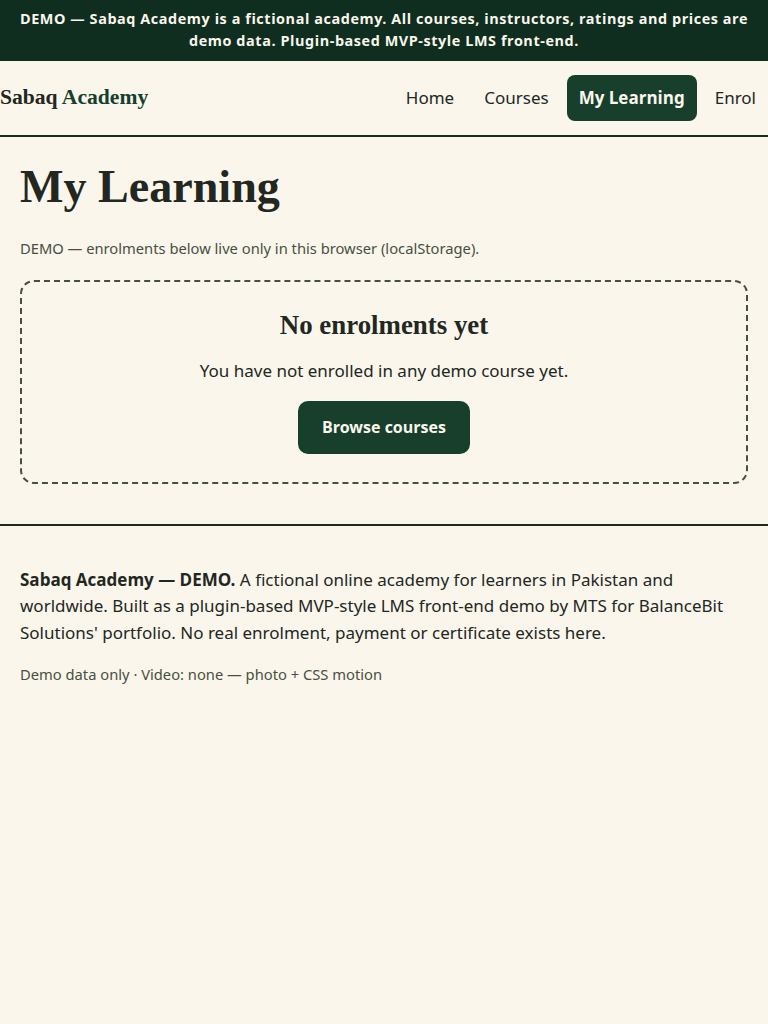 DEMO — Sabaq Academy is a fictional academy. All courses, instructors, ratings and prices are
demo data. Plugin-based MVP-style LMS front-end.
Sabaq Academy
Home
Courses
My Learning
Enrol
My Learning
DEMO — enrolments below live only in this browser (localStorage).
No enrolments yet
You have not enrolled in any demo course yet.
Browse courses
Sabaq Academy — DEMO. A fictional online academy for learners in Pakistan and
worldwide. Built as a plugin-based MVP-style LMS front-end demo by MTS for BalanceBit
Solutions' portfolio. No real enrolment, payment or certificate exists here.
Demo data only · Video: none — photo + CSS motion